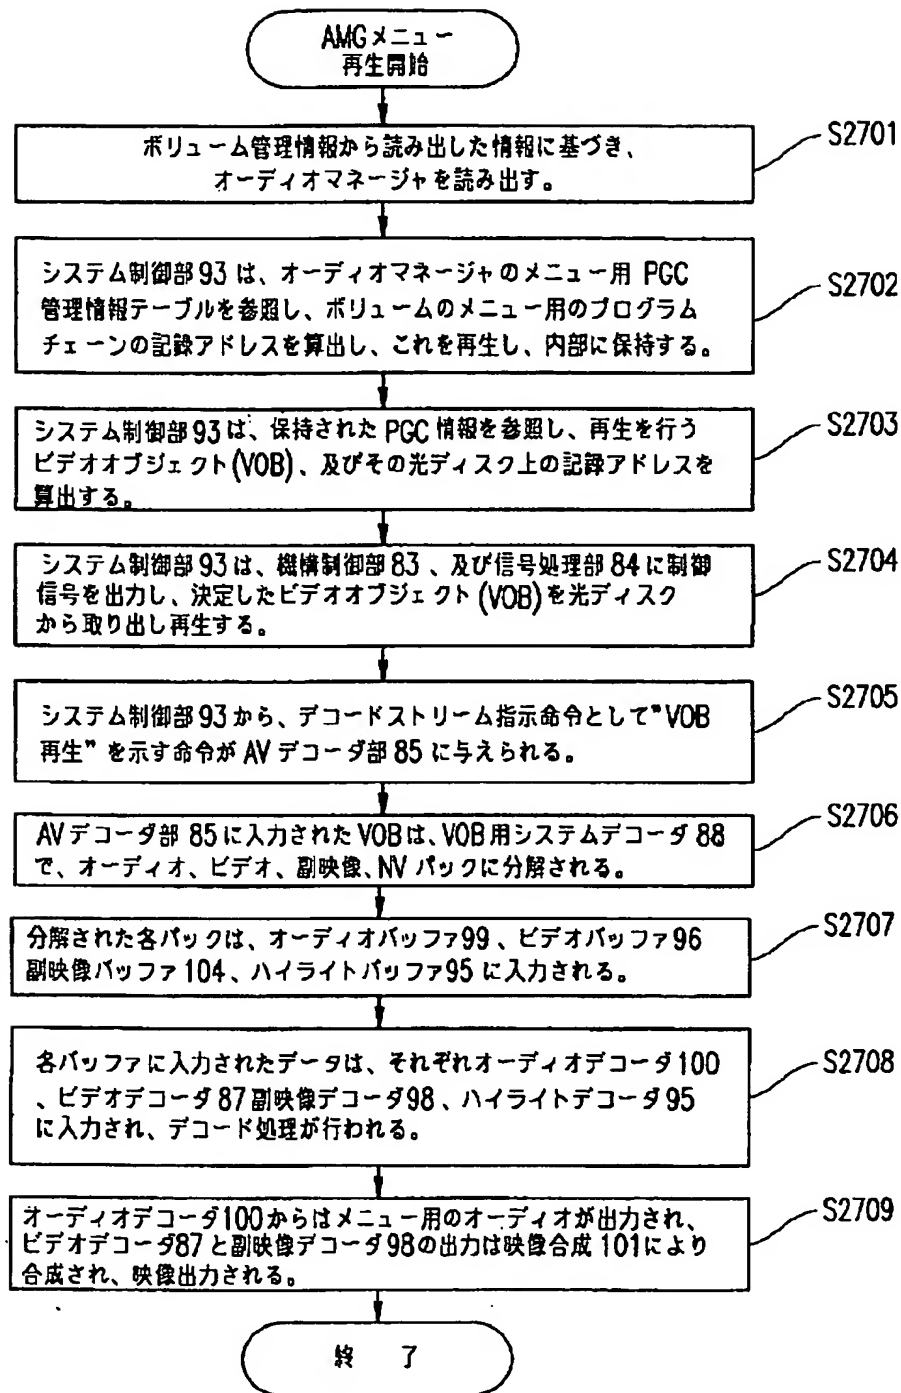 AMGメニュー
再生開始
ボリューム管理情報から読み出した情報に基づき、
オーディオマネージャを読み出す。
S2701
システム制御部93は、オーディオマネージャのメニュー用 PGC
管理情報テーブルを参照し、ボリュームのメニュー用のプログラム
チェーンの記録アドレスを算出し、これを再生し、内部に保持する。
S2702
システム制御部93は、保持されたPGC情報を参照し、再生を行う
ビデオオブジェクト(VOB)、及びその光ディスク上の記録アドレスを
算出する。
S2703
システム制御部93は、機構制御部83、及び信号処理部84に制御
信号を出力し、決定したビデオオブジェクト(VOB)を光ディスク
から取り出し再生する。
S2704
システム制御部93から、デコードストリーム指示命令として"VOB
再生"を示す命令がAVデコーダ部85に与えられる。
S2705
AVデコーダ部85に入力されたVOBは、VOB用システムデコーダ88
で、オーディオ、ビデオ、副映像、NVパックに分解される。
S2706
分解された各パックは、オーディオバッファ99、ビデオバッファ96
副映像バッファ104、ハイライトバッファ95に入力される。
S2707
各バッファに入力されたデータは、それぞれオーディオデコーダ100
、ビデオデコーダ87副映像デコーダ98、ハイライトデコーダ95
に入力され、デコード処理が行われる。
S2708
オーディオデコーダ100からはメニュー用のオーディオが出力され、
ビデオデコーダ87と副映像デコーダ98の出力は映像合成101により
合成され、映像出力される。
S2709
終 了